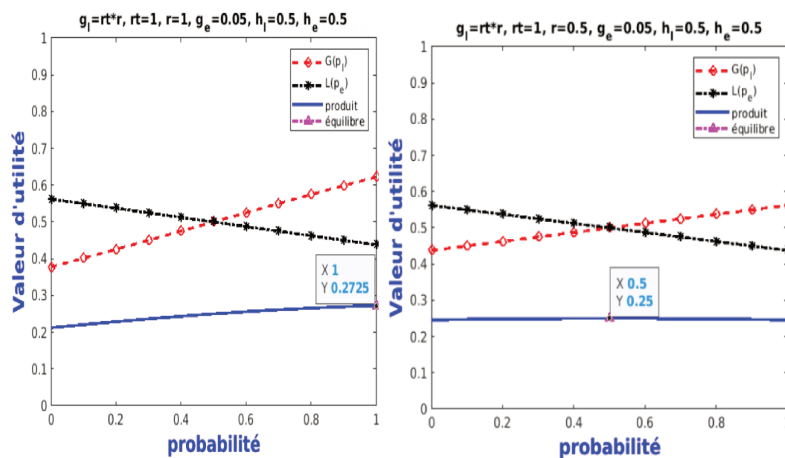 g_l=rt*r, rt=1, r=1, g_e=0.05, h_l=0.5, h_e=0.5
Valeur d'utilité
1
0.9
0.8
0.7
0.6
0.5
0.4
0.3
0.2
0.1
0
G(p_l)
L(p_e)
produit
équilibre
X 1
Y 0.2725
0
0.2
0.4
0.6
0.8
1
probabilité
g_l=rt*r, rt=1, r=0.5, g_e=0.05, h_l=0.5, h_e=0.5
Valeur d'utilité
1
0.9
0.8
0.7
0.6
0.5
0.4
0.3
0.2
0.1
0
G(p_l)
L(p_e)
produit
équilibre
X 0.5
Y 0.25
0
0.2
0.4
0.6
0.8
1
probabilité